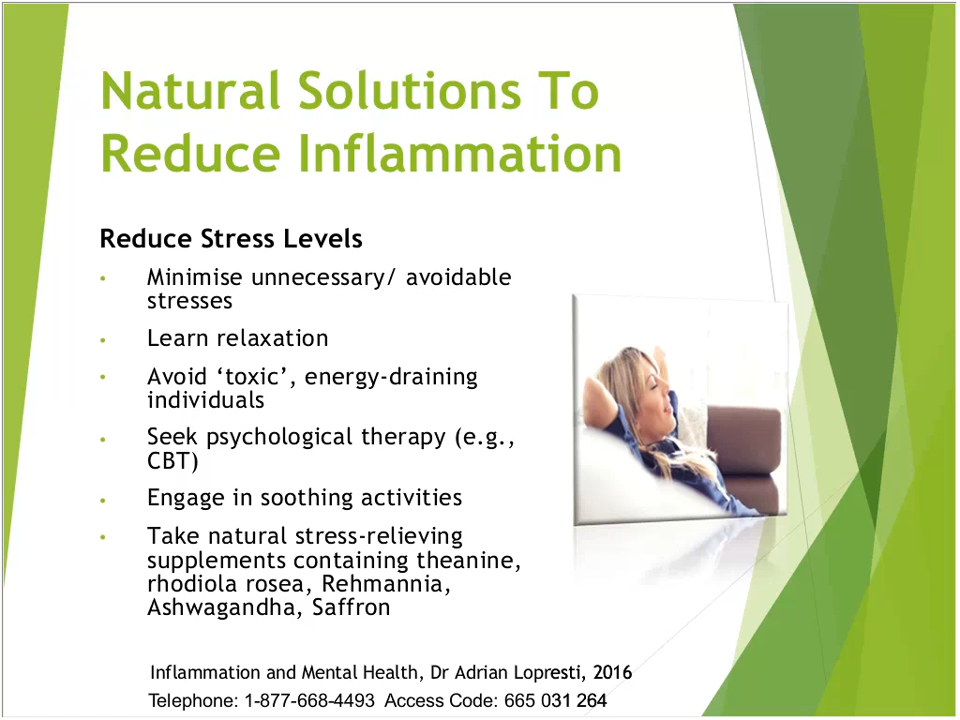 Natural Solutions To
Reduce Inflammation
Reduce Stress Levels
• Minimise unnecessary/ avoidable
stresses
• Learn relaxation
• Avoid ‘toxic’, energy-draining
individuals
• Seek psychological therapy (e.g.,
CBT)
• Engage in soothing activities
• Take natural stress-relieving
supplements containing theanine,
rhodiola rosea, Rehmannia,
Ashwagandha, Saffron
Inflammation and Mental Health, Dr Adrian Lopresti, 2016
Telephone: 1-877-668-4493 Access Code: 665 031 264